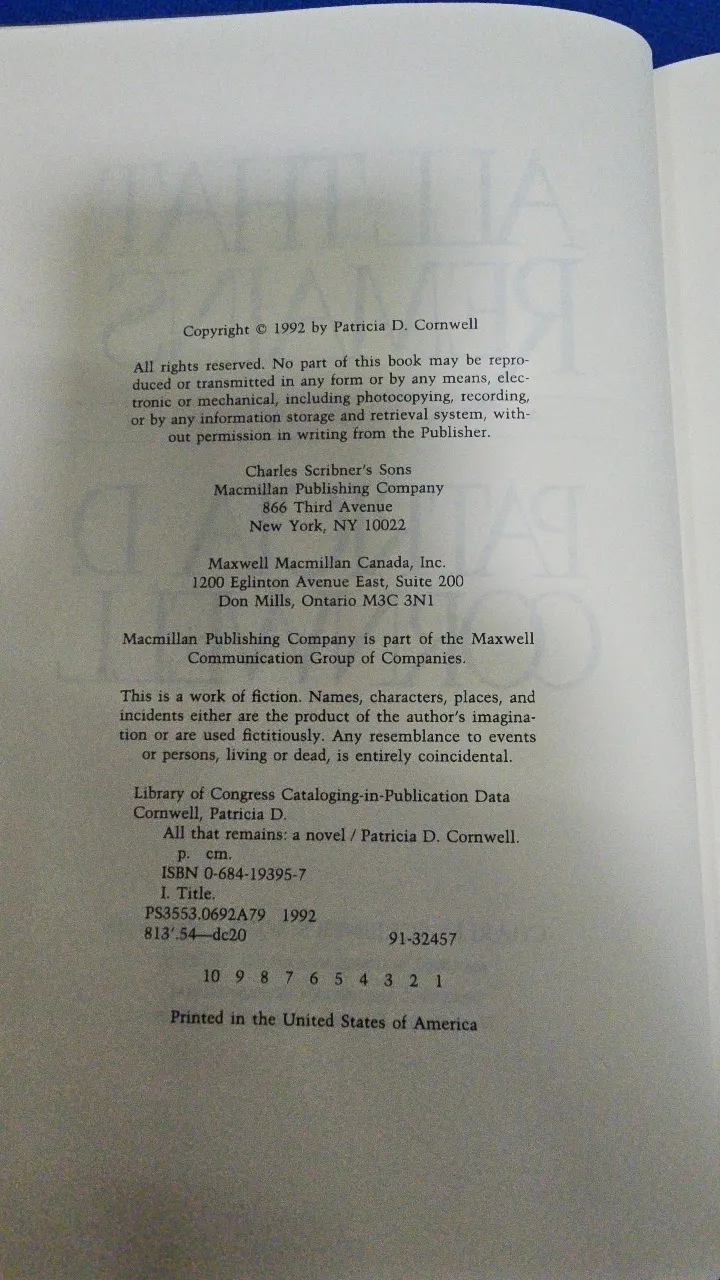 Copyright © 1992 by Patricia D. Cornwell
All rights reserved. No part of this book may be repro-
duced or transmitted in any form or by any means, elec-
tronic or mechanical, including photocopying, recording,
or by any information storage and retrieval system, with-
out permission in writing from the Publisher.
Charles Scribner's Sons
Macmillan Publishing Company
866 Third Avenue
New York, NY 10022
Maxwell Macmillan Canada, Inc.
1200 Eglinton Avenue East, Suite 200
Don Mills, Ontario M3C 3N1
Macmillan Publishing Company is part of the Maxwell
Communication Group of Companies.
This is a work of fiction. Names, characters, places, and
incidents either are the product of the author's imagina-
tion or are used fictitiously. Any resemblance to events
or persons, living or dead, is entirely coincidental.
Library of Congress Cataloging-in-Publication Data
Cornwell, Patricia D.
All that remains: a novel / Patricia D. Cornwell.
p. cm.
ISBN 0-684-19395-7
I. Title.
PS3553.0692A79 1992
813'.54—dc20 91-32457
10 9 8 7 6 5 4 3 2 1
Printed in the United States of America
ALL THAT
REMAINS
PATRICIA D.
CORNWELL